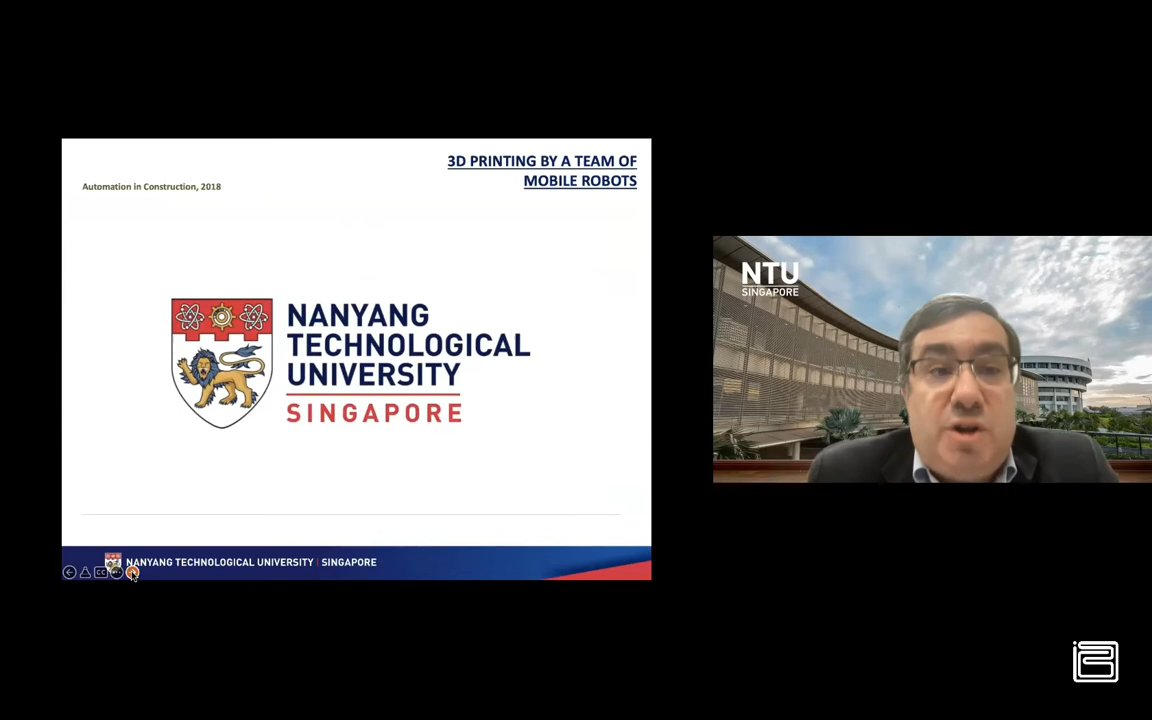 3D PRINTING BY A TEAM OF
MOBILE ROBOTS
Automation in Construction, 2018
NANYANG
TECHNOLOGICAL
UNIVERSITY
SINGAPORE
NANYANG TECHNOLOGICAL UNIVERSITY | SINGAPORE
CC
NTU
SINGAPORE